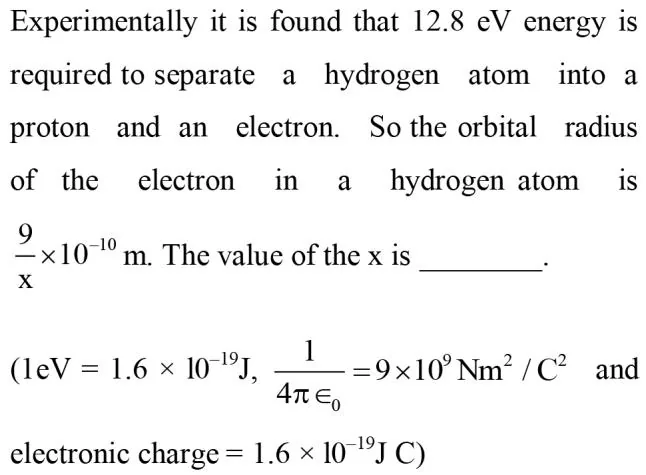 Experimentally it is found that 12.8 eV energy is
required to separate a hydrogen atom into a
proton and an electron. So the orbital radius
of the electron in a hydrogen atom is
9/x ×10⁻¹⁰ m. The value of the x is ________.
(1eV = 1.6 × 10⁻¹⁹J, 1/4π∈₀ = 9×10⁹ Nm² / C² and
electronic charge = 1.6 × 10⁻¹⁹J C)